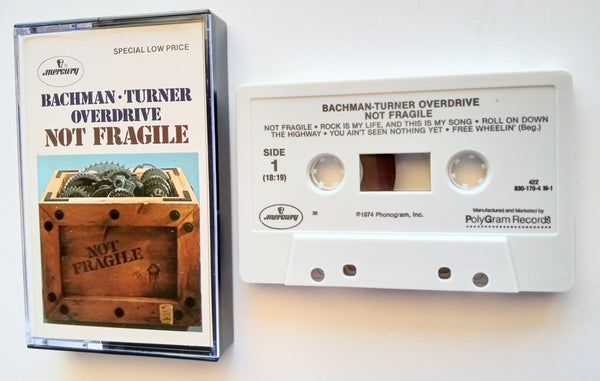 SPECIAL LOW PRICE
mercury
BACHMAN · TURNER
OVERDRIVE
NOT FRAGILE
NOT
FRAGILE
BACHMAN-TURNER OVERDRIVE
NOT FRAGILE
NOT FRAGILE • ROCK IS MY LIFE, AND THIS IS MY SONG • ROLL ON DOWN
THE HIGHWAY • YOU AIN'T SEEN NOTHING YET • FREE WHEELIN' (Beg.)
SIDE
1
(18:19)
422
830-178-4 M-1
mercury
35
©1974 Phonogram, Inc.
Manufactured and Marketed by
PolyGram Records